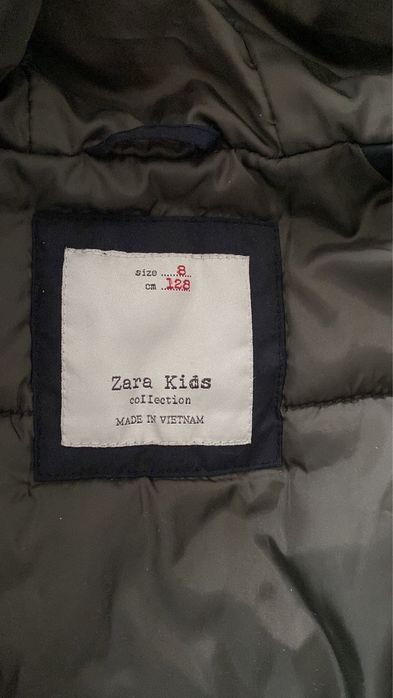 size ......8..
cm ..128
Zara Kids
collection
MADE IN VIETNAM